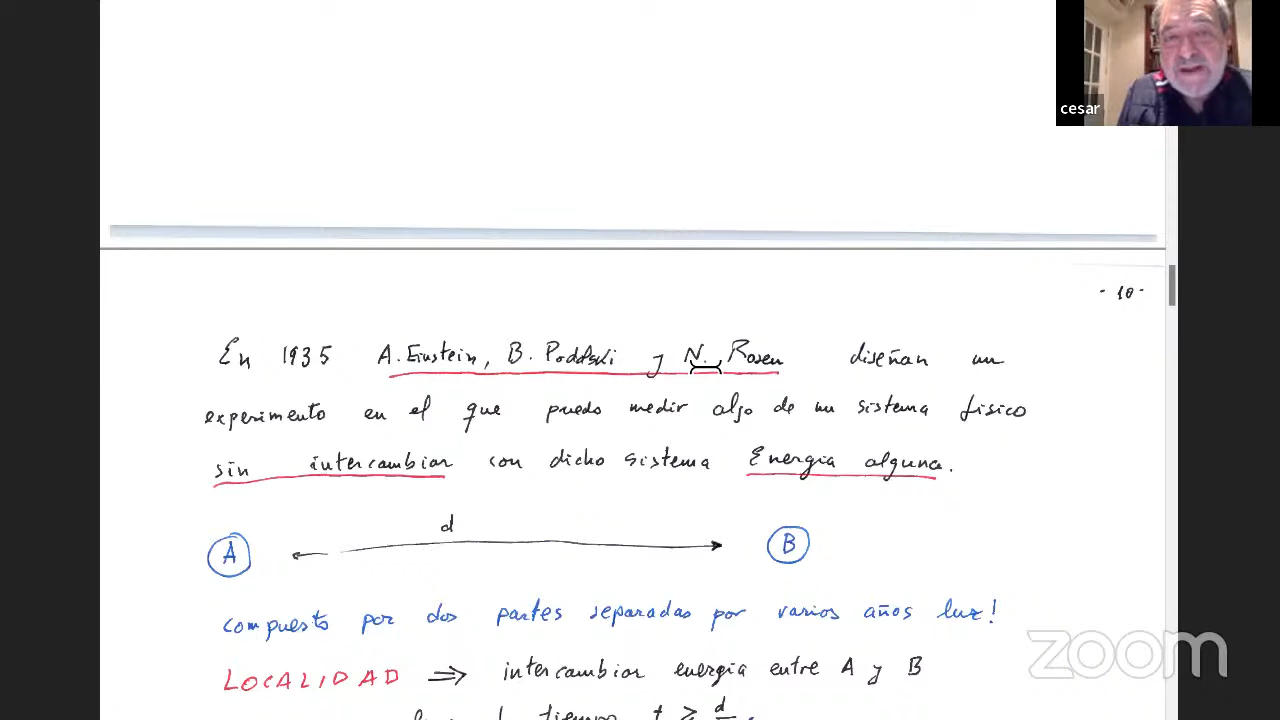 cesar
- 10 -
En 1935 A. Einstein, B. Podolski y N. Rosen diseñan un
experimento en el que puedo medir algo de un sistema físico
sin intercambiar con dicho sistema Energía alguna.
d
A B
compuesto por dos partes separadas por varios años luz!
LOCALIDAD ⇒ intercambiar energía entre A y B
tiempo t ≥ d
zoom